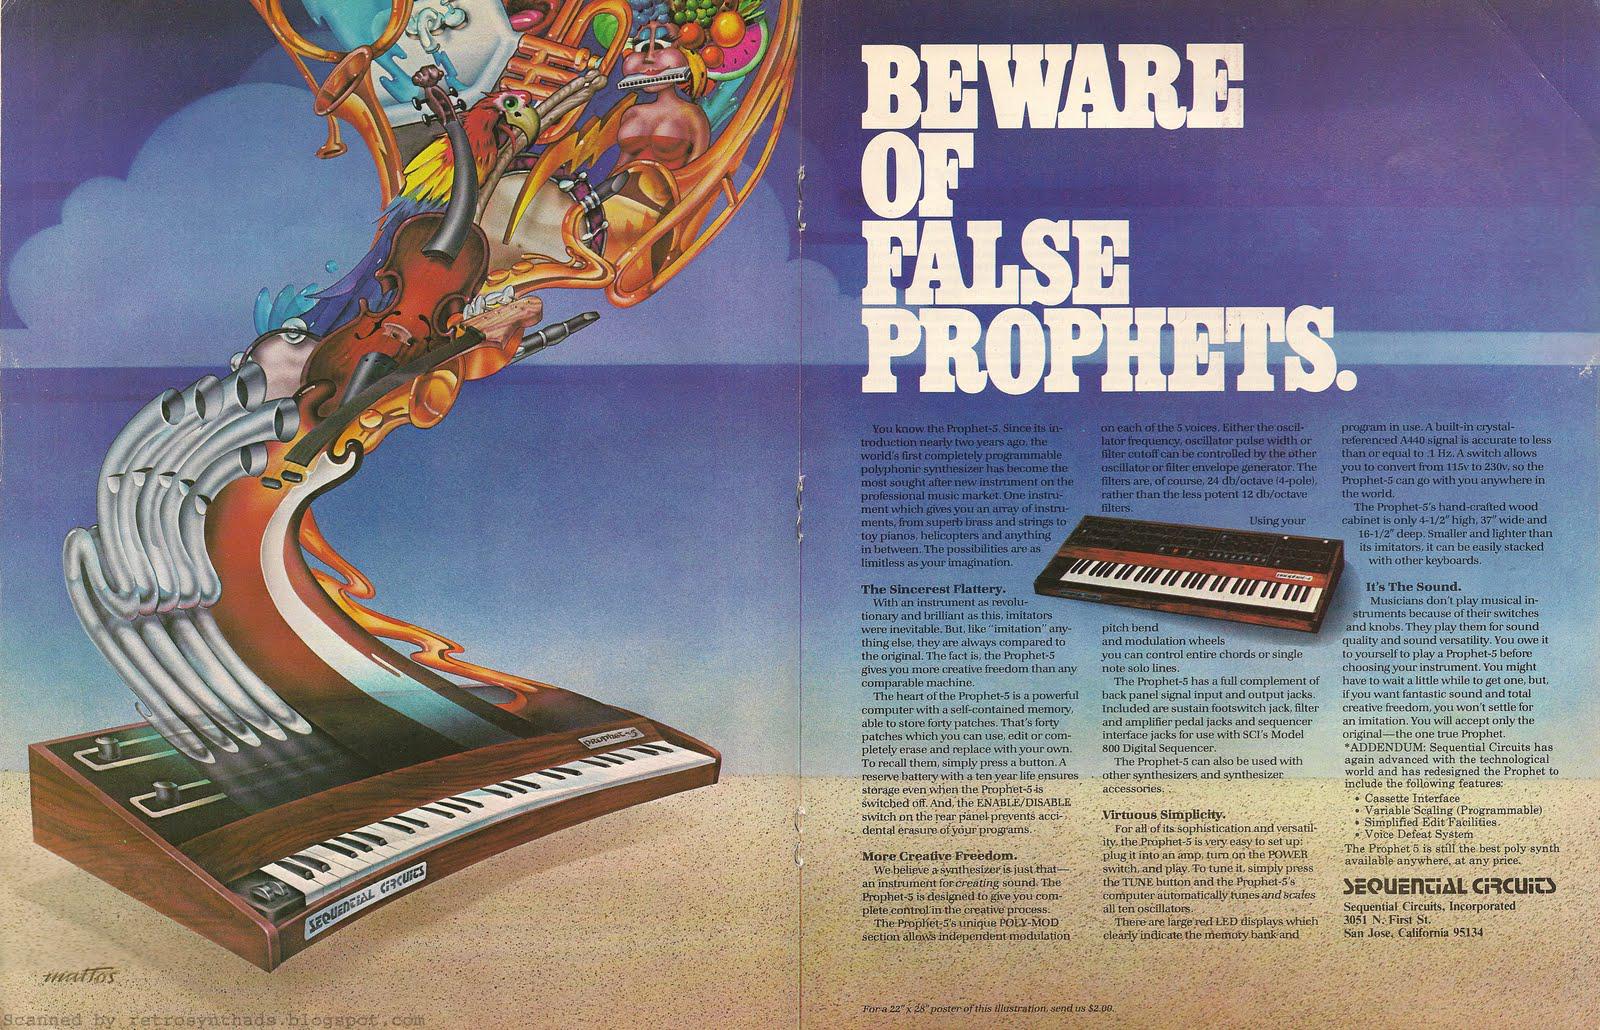 BEWARE
OF
FALSE
PROPHETS.
You know the Prophet-5. Since its in-
troduction nearly two years ago, the
world's first completely programmable
polyphonic synthesizer has become the
most sought after new instrument on the
professional music market. One instru-
ment which gives you an array of instru-
ments, from superb brass and strings to
toy pianos, helicopters and anything
in between. The possibilities are as
limitless as your imagination.
The Sincerest Flattery.
With an instrument as revolu-
tionary and brilliant as this, imitators
were inevitable. But, like "imitation" any-
thing else, they are always compared to
the original. The fact is, the Prophet-5
gives you more creative freedom than any
comparable machine.
The heart of the Prophet-5 is a powerful
computer with a self-contained memory,
able to store forty patches. That's forty
patches which you can use, edit or com-
pletely erase and replace with your own.
To recall them, simply press a button. A
reserve battery with a ten year life ensures
storage even when the Prophet-5 is
switched off. And, the ENABLE/DISABLE
switch on the rear panel prevents acci-
dental erasure of your programs.
More Creative Freedom.
We believe a synthesizer is just that—
an instrument for creating sound. The
Prophet-5 is designed to give you com-
plete control in the creative process.
The Prophet-5's unique POLY-MOD
section allows independent modulation
on each of the 5 voices. Either the oscil-
lator frequency, oscillator pulse width or
filter cutoff can be controlled by the other
oscillator or filter envelope generator. The
filters are, of course, 24 db/octave (4-pole),
rather than the less potent 12 db/octave
filters.
Using your
pitch bend
and modulation wheels
you can control entire chords or single
note solo lines.
The Prophet-5 has a full complement of
back panel signal input and output jacks.
Included are sustain footswitch jack, filter
and amplifier pedal jacks and sequencer
interface jacks for use with SCI's Model
800 Digital Sequencer.
The Prophet-5 can also be used with
other synthesizers and synthesizer
accessories.
Virtuous Simplicity.
For all of its sophistication and versatil-
ity, the Prophet-5 is very easy to set up:
plug it into an amp, turn on the POWER
switch, and play. To tune it, simply press
the TUNE button and the Prophet-5's
computer automatically tunes and scales
all ten oscillators.
There are large red LED displays which
clearly indicate the memory bank and
program in use. A built-in crystal-
referenced A440 signal is accurate to less
than or equal to .1 Hz. A switch allows
you to convert from 115v to 230v, so the
Prophet-5 can go with you anywhere in
the world.
The Prophet-5's hand-crafted wood
cabinet is only 4-1/2" high, 37" wide and
16-1/2" deep. Smaller and lighter than
its imitators, it can be easily stacked
with other keyboards.
It's The Sound.
Musicians don't play musical in-
struments because of their switches
and knobs. They play them for sound
quality and sound versatility. You owe it
to yourself to play a Prophet-5 before
choosing your instrument. You might
have to wait a little while to get one, but,
if you want fantastic sound and total
creative freedom, you won't settle for
an imitation. You will accept only the
original—the one true Prophet.
*ADDENDUM: Sequential Circuits has
again advanced with the technological
world and has redesigned the Prophet to
include the following features:
• Cassette Interface
• Variable Scaling (Programmable)
• Simplified Edit Facilities
• Voice Defeat System
The Prophet 5 is still the best poly synth
available anywhere, at any price.
SEQUENTIAL CIRCUITS
Sequential Circuits, Incorporated
3051 N. First St.
San Jose, California 95134
prophet-5
prophet-5
SEQUENTIAL CIRCUITS
mattos
For a 22" x 28" poster of this illustration, send us $2.00.
Scanned by retrosynthads.blogspot.com